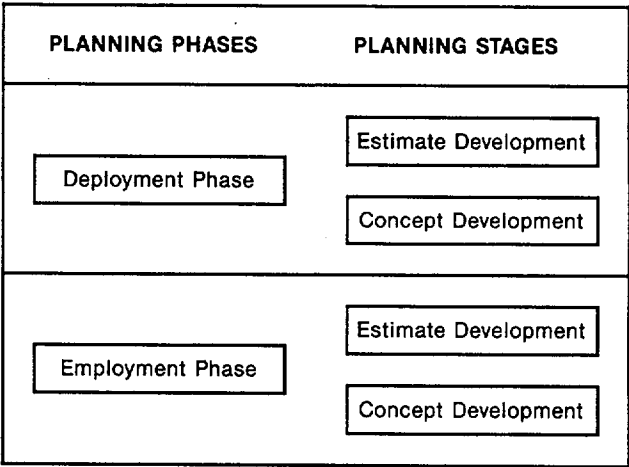 PLANNING PHASES PLANNING STAGES
Estimate Development
Deployment Phase
Concept Development
Estimate Development
Employment Phase
Concept Development